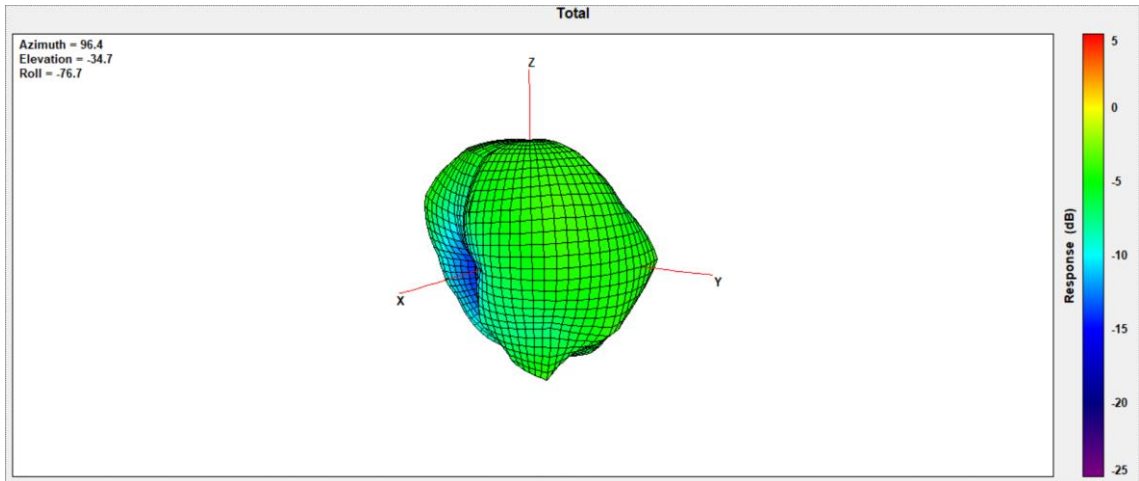 Total
Azimuth = 96.4
Elevation = -34.7
Roll = -76.7
Z
X
Y
5
0
-5
-10
-15
-20
-25
Response (dB)